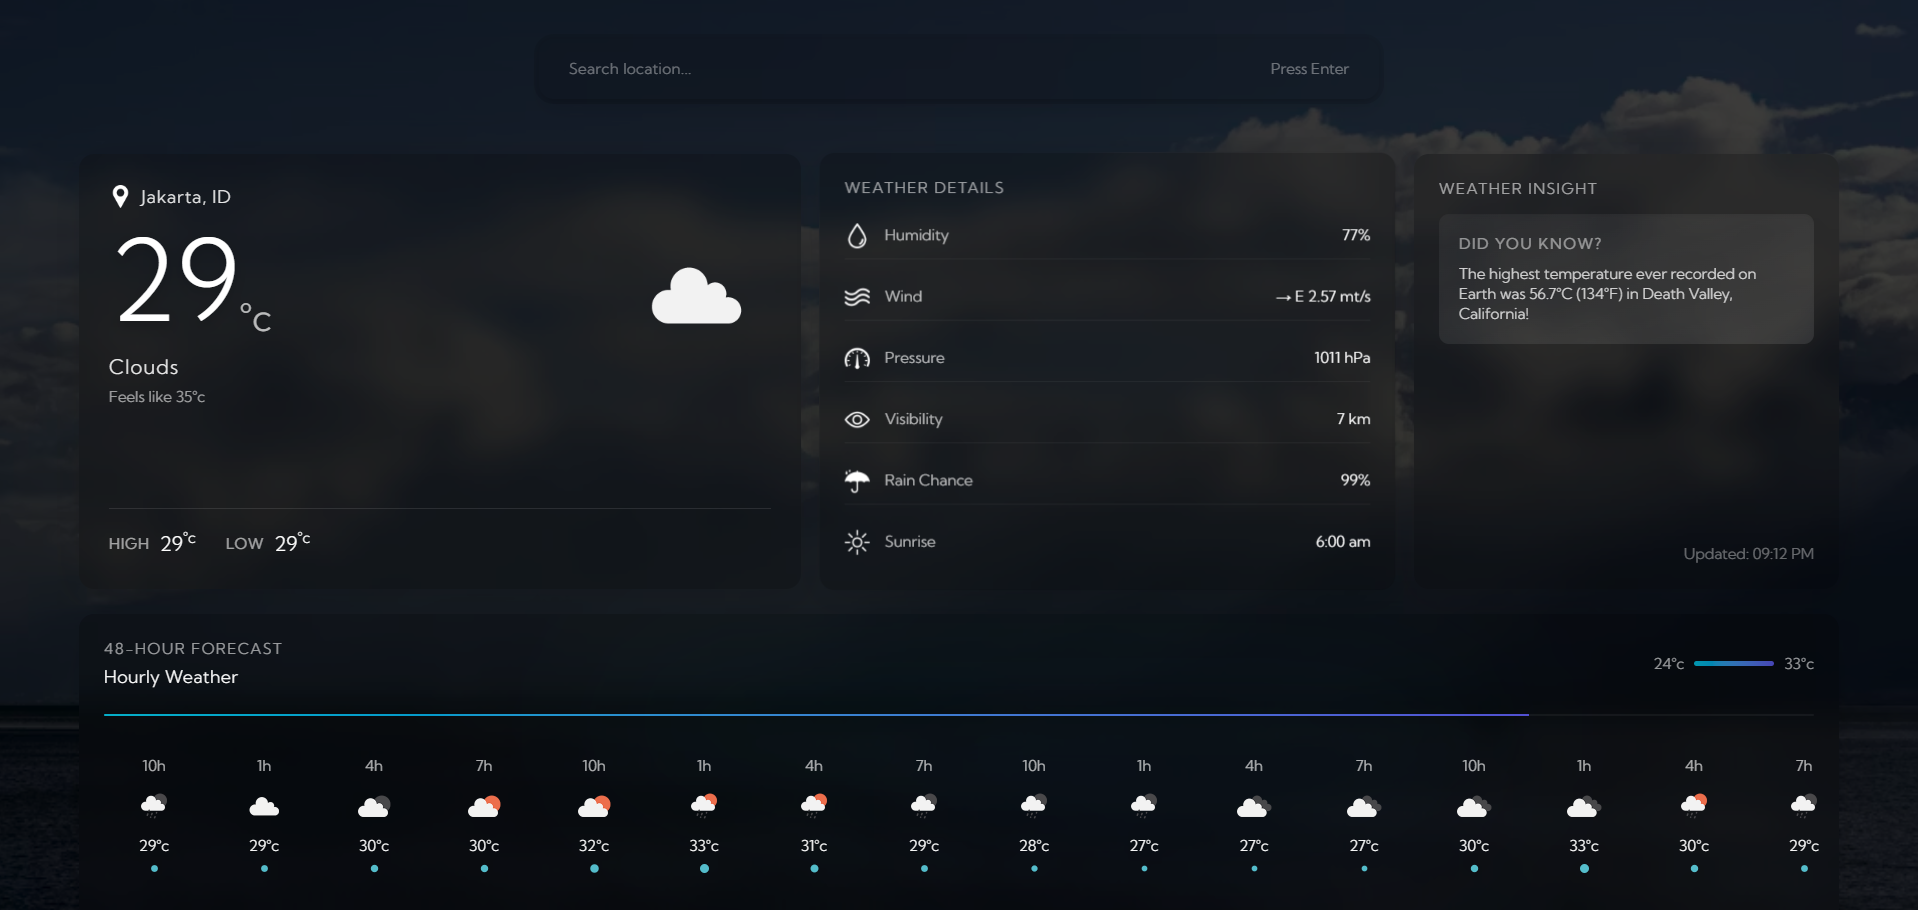 Search location...
Press Enter
Jakarta, ID
29°C
Clouds
Feels like 35°c
HIGH 29°c LOW 29°c
WEATHER DETAILS
Humidity 77%
Wind → E 2.57 mt/s
Pressure 1011 hPa
Visibility 7 km
Rain Chance 99%
Sunrise 6:00 am
WEATHER INSIGHT
DID YOU KNOW?
The highest temperature ever recorded on
Earth was 56.7°C (134°F) in Death Valley,
California!
Updated: 09:12 PM
48-HOUR FORECAST
Hourly Weather
24°c 33°c
10h 1h 4h 7h 10h 1h 4h 7h 10h 1h 4h 7h 10h 1h 4h 7h
29°c 29°c 30°c 30°c 32°c 33°c 31°c 29°c 28°c 27°c 27°c 27°c 30°c 33°c 30°c 29°c